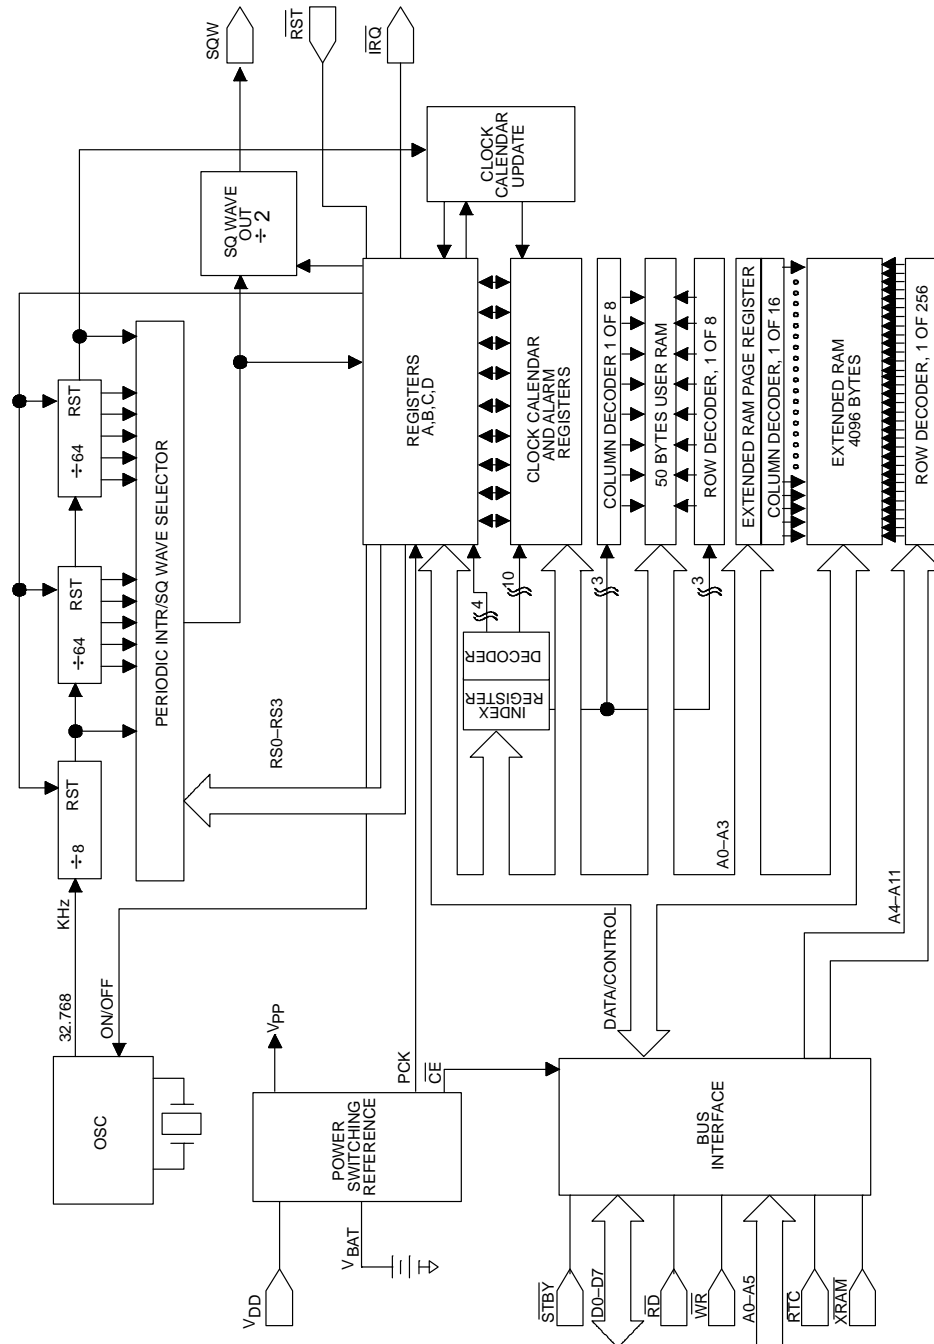 OSC
32.768
KHz
ON/OFF
÷8
RST
÷64
RST
÷64
RST
PERIODIC INTR/SQ WAVE SELECTOR
SQ WAVE
OUT
÷2
SQW
RST
IRQ
RS0–RS3
CLOCK
CALENDAR
UPDATE
VDD
VBAT
POWER
SWITCHING
REFERENCE
VPP
PCK
CE
REGISTERS
A,B,C,D
CLOCK CALENDAR
AND ALARM
REGISTERS
INDEX
REGISTER
DECODER
4
10
3
3
COLUMN DECODER 1 OF 8
50 BYTES USER RAM
ROW DECODER, 1 OF 8
EXTENDED RAM PAGE REGISTER
COLUMN DECODER, 1 OF 16
EXTENDED RAM
4096 BYTES
ROW DECODER, 1 OF 256
A0–A3
A4–A11
DATA/CONTROL
BUS
INTERFACE
STBY
D0–D7
RD
WR
A0–A5
RTC
XRAM